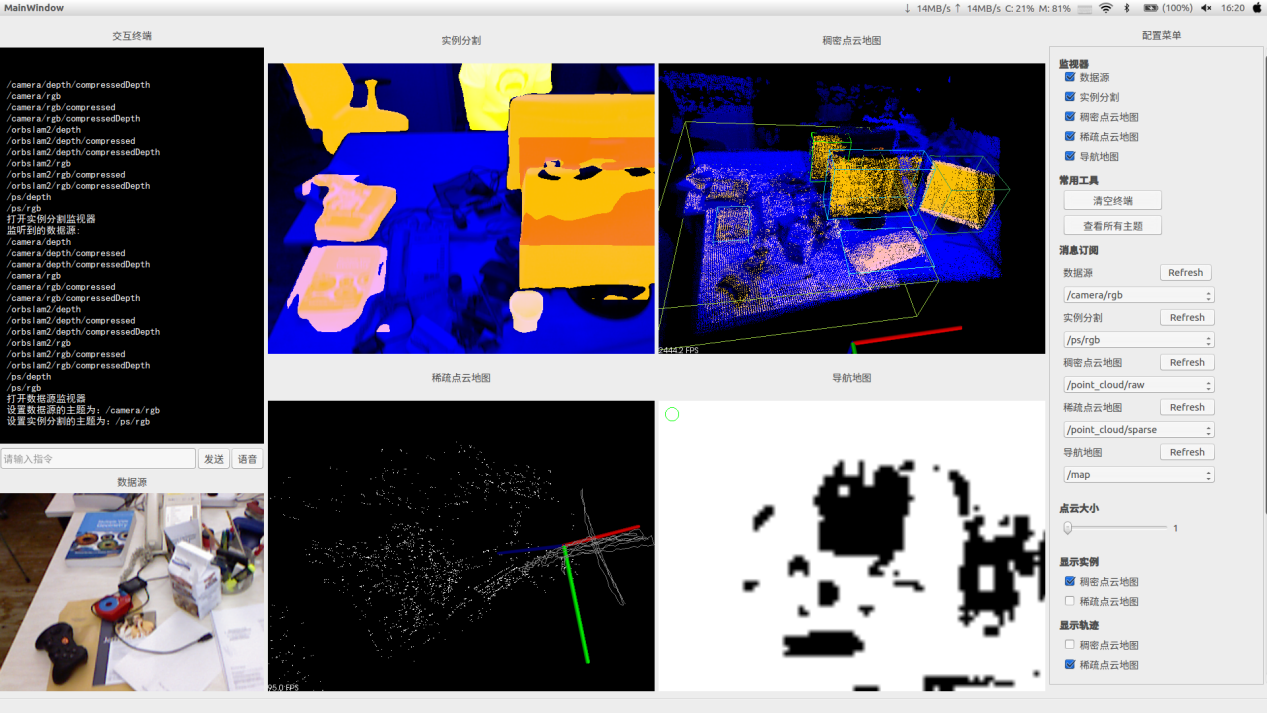 MainWindow
14MB/s 14MB/s C: 21% M: 81%
(100%)
16:20
交互终端
/camera/depth/compressedDepth
/camera/rgb
/camera/rgb/compressed
/camera/rgb/compressedDepth
/orbslam2/depth
/orbslam2/depth/compressed
/orbslam2/depth/compressedDepth
/orbslam2/rgb
/orbslam2/rgb/compressed
/orbslam2/rgb/compressedDepth
/ps/depth
/ps/rgb
打开实例分割监视器
监听到的数据源:
/camera/depth
/camera/depth/compressed
/camera/depth/compressedDepth
/camera/rgb
/camera/rgb/compressed
/camera/rgb/compressedDepth
/orbslam2/depth
/orbslam2/depth/compressed
/orbslam2/depth/compressedDepth
/orbslam2/rgb
/orbslam2/rgb/compressed
/orbslam2/rgb/compressedDepth
/ps/depth
/ps/rgb
打开数据源监视器
设置数据源的主题为: /camera/rgb
设置实例分割的主题为: /ps/rgb
请输入指令
发送
语音
数据源
实例分割
稠密点云地图
2444.2 FPS
稀疏点云地图
95.0 FPS
导航地图
配置菜单
监视器
数据源
实例分割
稠密点云地图
稀疏点云地图
导航地图
常用工具
清空终端
查看所有主题
消息订阅
数据源
Refresh
/camera/rgb
实例分割
Refresh
/ps/rgb
稠密点云地图
Refresh
/point_cloud/raw
稀疏点云地图
Refresh
/point_cloud/sparse
导航地图
Refresh
/map
点云大小
1
显示实例
稠密点云地图
稀疏点云地图
显示轨迹
稠密点云地图
稀疏点云地图